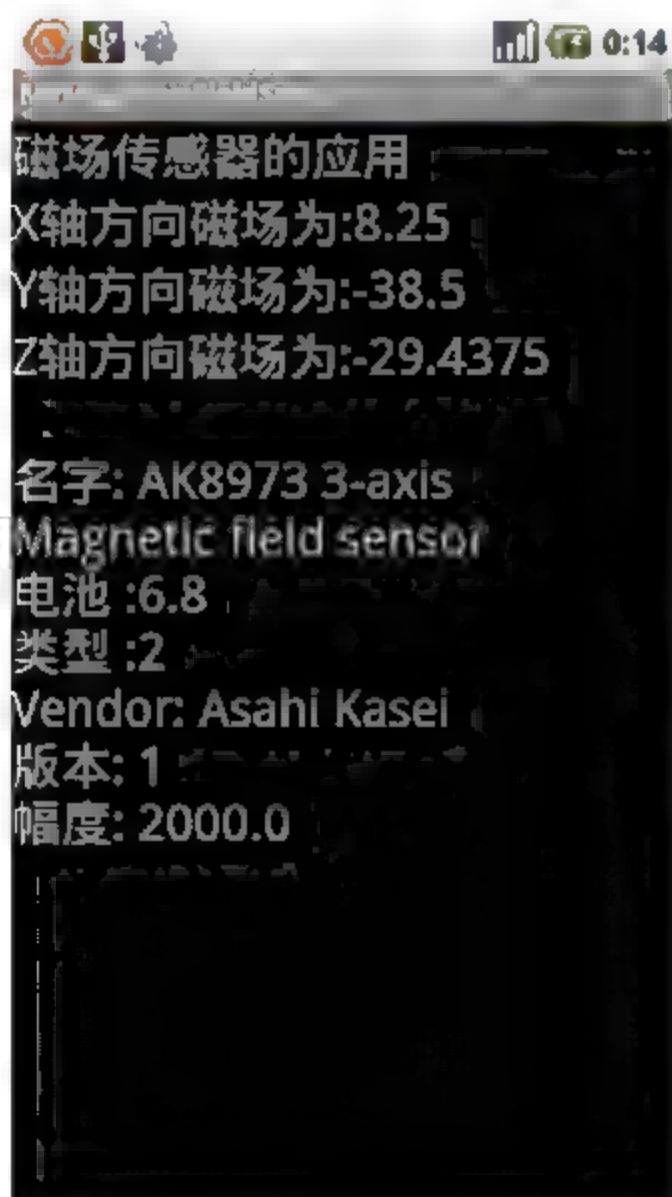 0:14
磁场传感器的应用
X轴方向磁场为:8.25
Y轴方向磁场为:-38.5
Z轴方向磁场为:-29.4375
名字: AK8973 3-axis
Magnetic field sensor
电池 :6.8
类型 :2
Vendor: Asahi Kasei
版本: 1
幅度: 2000.0